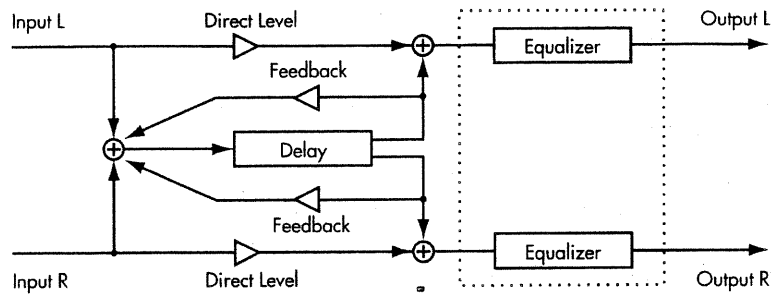 Input L
Direct Level
Output L
Equalizer
Feedback
Delay
Feedback
Equalizer
Input R
Direct Level
Output R